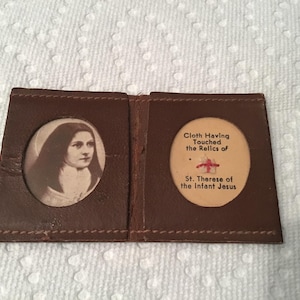 Cloth Having
Touched
the Relics of
St. Therese of
the Infant Jesus